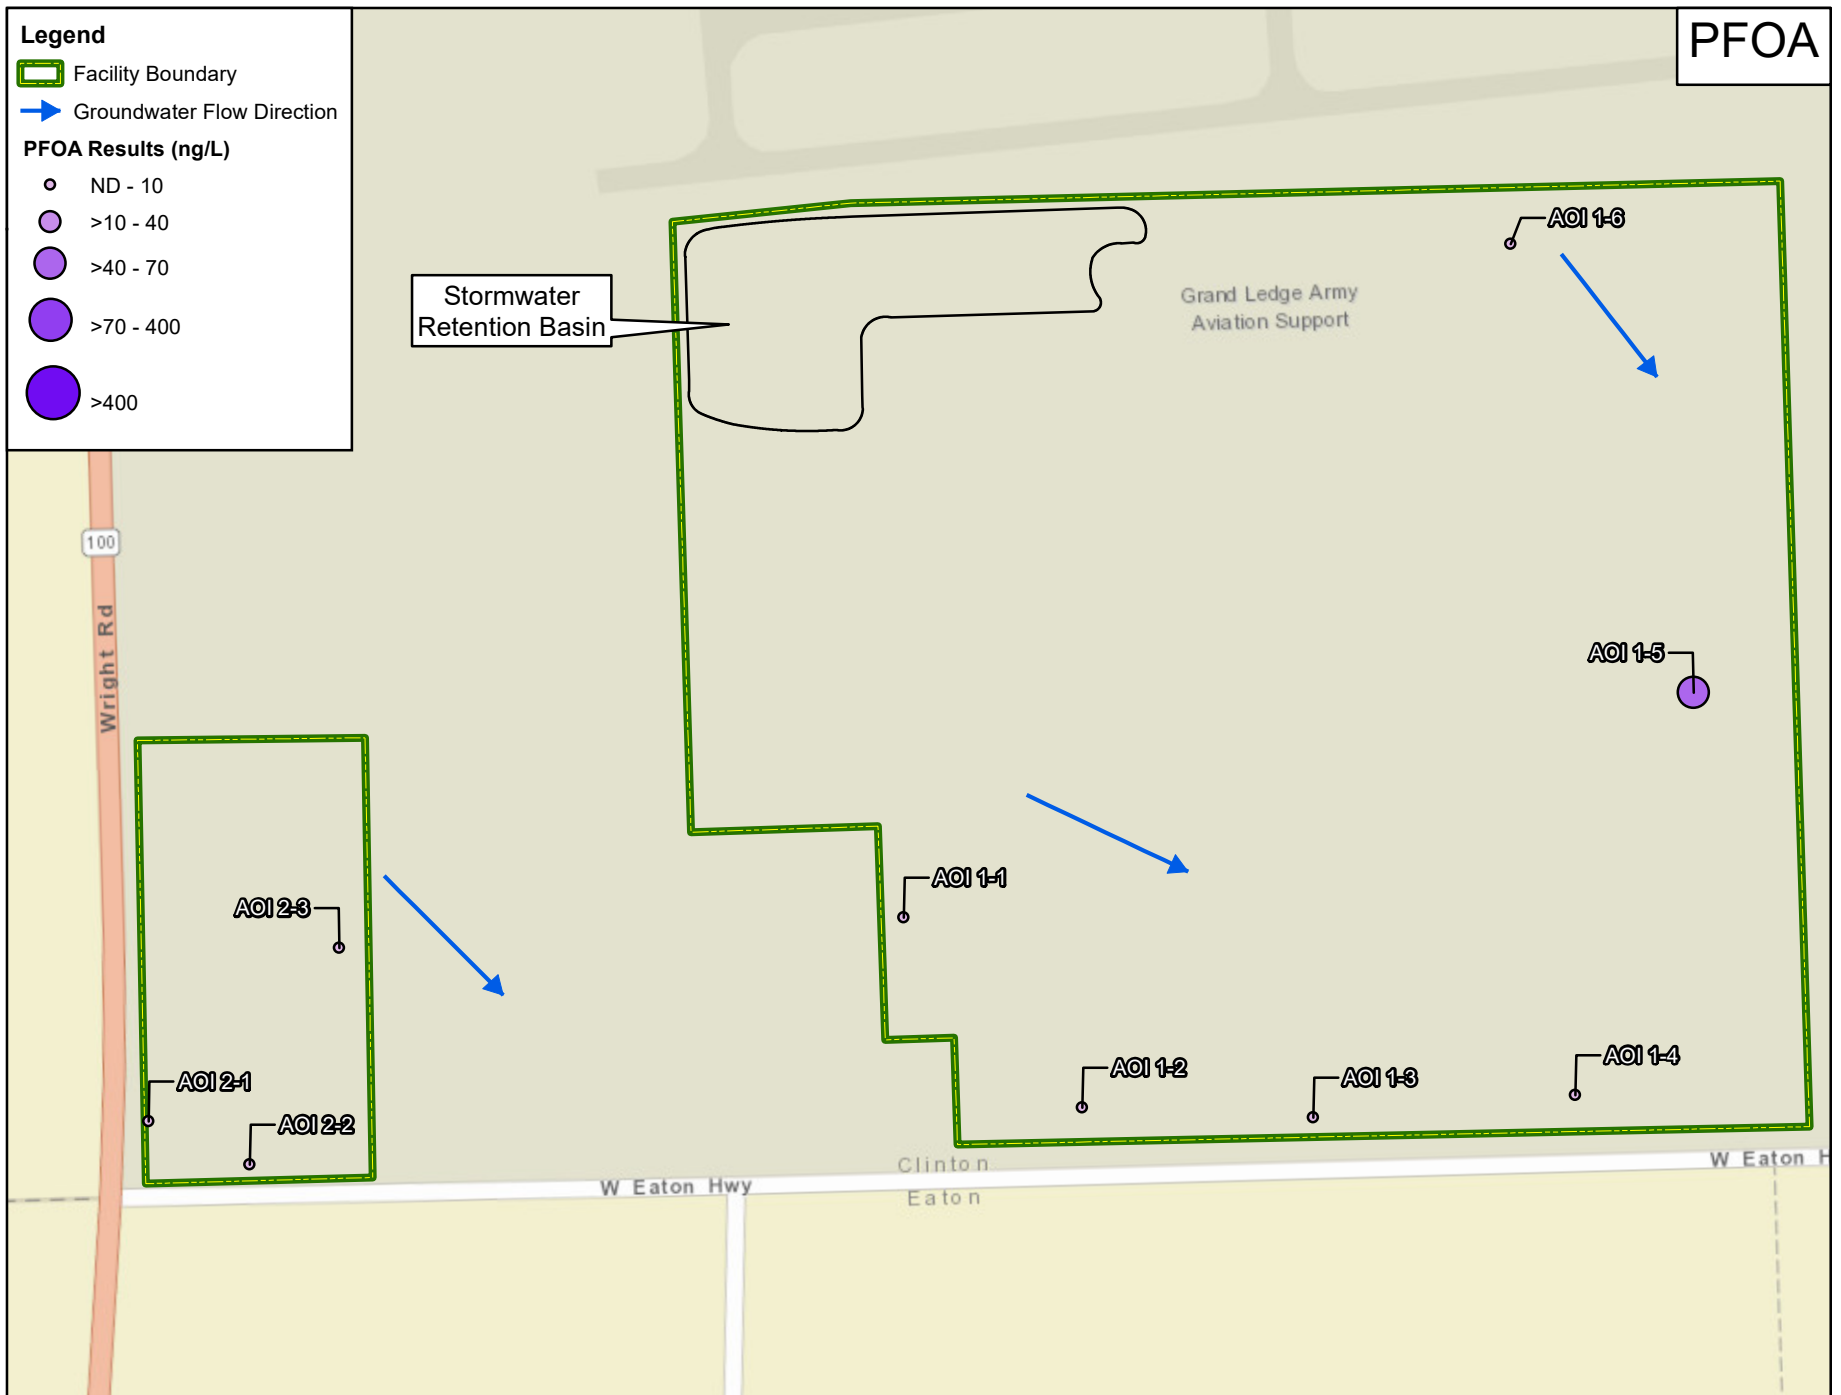 Legend
Facility Boundary
Groundwater Flow Direction
PFOA Results (ng/L)
ND - 10
>10 - 40
>40 - 70
>70 - 400
>400
PFOA
AOI 1-6
Stormwater
Retention Basin
Grand Ledge Army
Aviation Support
100
Wright Rd
AOI 1-5
AOI 1-1
AOI 2-3
AOI 2-1
AOI 2-2
AOI 1-2
AOI 1-3
AOI 1-4
Clinton
W Eaton Hwy
Eaton
W Eaton H